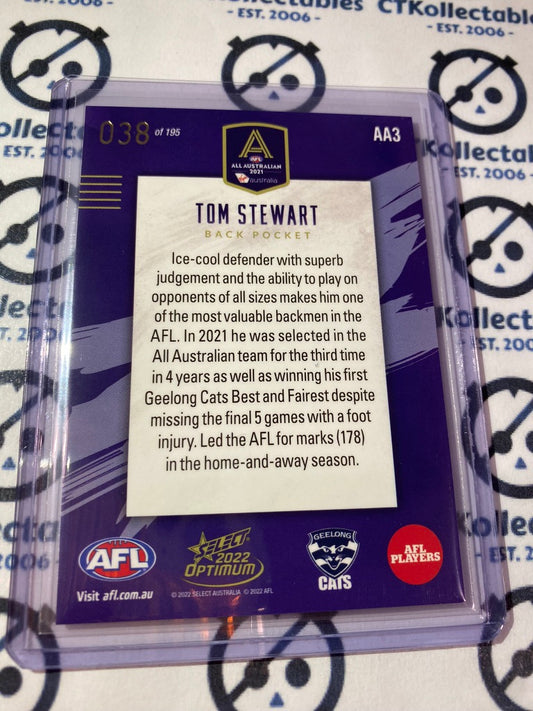 CTKollectables
- EST. 2006 -
- EST. 2006 -
038 of 195
AA3
A
AFL
ALL AUSTRALIAN
2021
australia
TOM STEWART
BACK POCKET
Ice-cool defender with superb
judgement and the ability to play on
opponents of all sizes makes him one
of the most valuable backmen in the
AFL. In 2021 he was selected in the
All Australian team for the third time
in 4 years as well as winning his first
Geelong Cats Best and Fairest despite
missing the final 5 games with a foot
injury. Led the AFL for marks (178)
in the home-and-away season.
AFL
SELECT
2022
OPTIMUM
GEELONG
CATS
AFL
PLAYERS
Visit afl.com.au
© 2022 SELECT AUSTRALIA © 2022 AFL